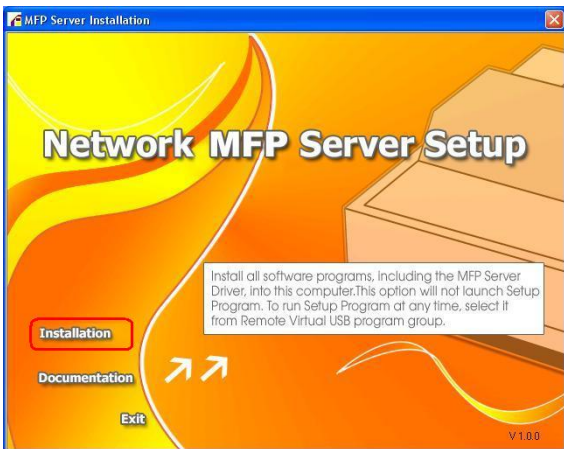 MFP Server Installation
Network MFP Server Setup
Install all software programs, including the MFP Server
Driver, into this computer.This option will not launch Setup
Program. To run Setup Program at any time, select it
from Remote Virtual USB program group.
Installation
Documentation
Exit
V 1.0.0